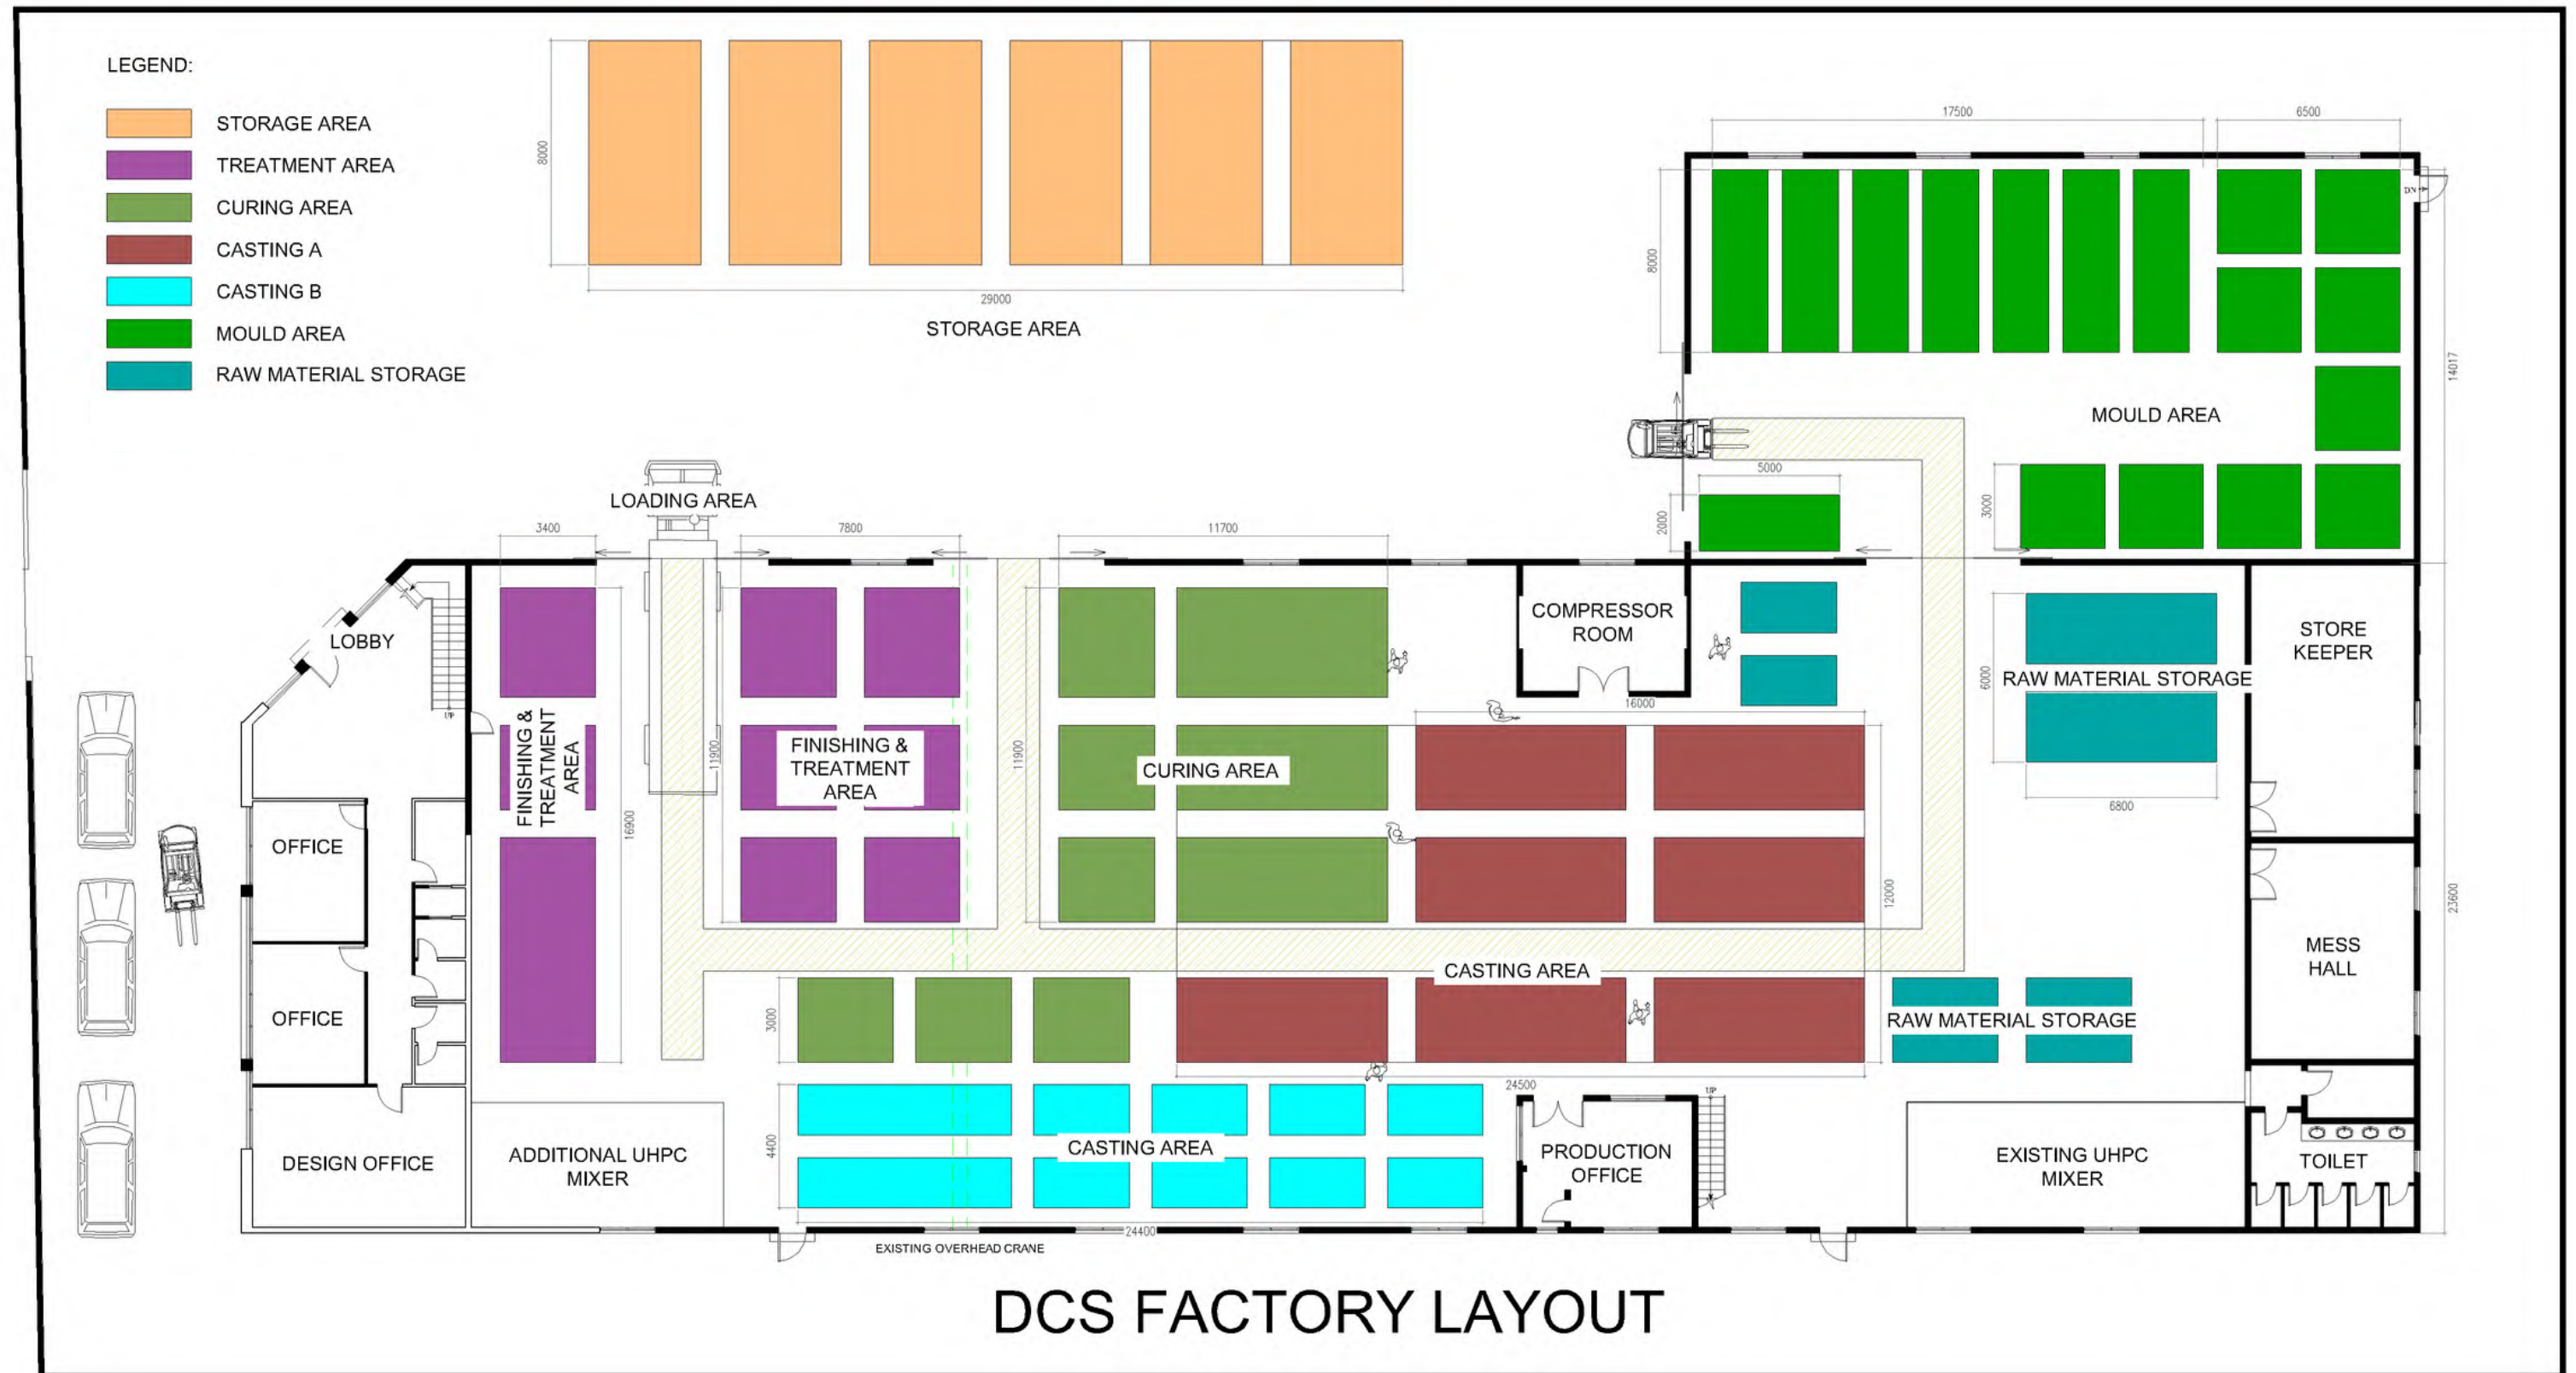 LEGEND:
STORAGE AREA
TREATMENT AREA
CURING AREA
CASTING A
CASTING B
MOULD AREA
RAW MATERIAL STORAGE
8000
29000
STORAGE AREA
17500
6500
8000
DN
14017
MOULD AREA
5000
2000
3000
LOADING AREA
3400
7800
11700
LOBBY
UP
FINISHING &
TREATMENT
AREA
16900
11900
FINISHING &
TREATMENT
AREA
11900
CURING AREA
COMPRESSOR
ROOM
16000
12000
6000
RAW MATERIAL STORAGE
6800
STORE
KEEPER
23600
OFFICE
OFFICE
DESIGN OFFICE
MESS
HALL
CASTING AREA
3000
RAW MATERIAL STORAGE
24500
UP
4400
CASTING AREA
ADDITIONAL UHPC
MIXER
PRODUCTION
OFFICE
EXISTING UHPC
MIXER
TOILET
24400
EXISTING OVERHEAD CRANE
DCS FACTORY LAYOUT